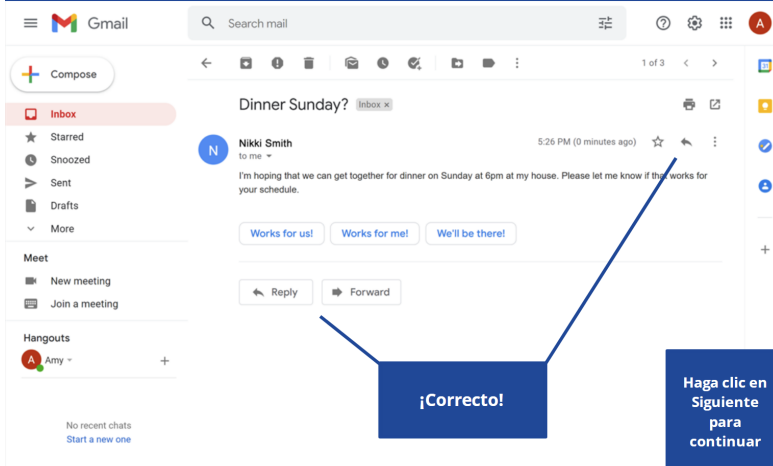 Gmail
Search mail
A
Compose
1 of 3
31
Inbox
Starred
Snoozed
Sent
Drafts
More
Dinner Sunday? Inbox ×
N
Nikki Smith
5:26 PM (0 minutes ago)
to me
I'm hoping that we can get together for dinner on Sunday at 6pm at my house. Please let me know if that works for
your schedule.
Works for us!
Works for me!
We'll be there!
Reply
Forward
Meet
New meeting
Join a meeting
Hangouts
A
Amy
No recent chats
Start a new one
¡Correcto!
Haga clic en
Siguiente
para
continuar